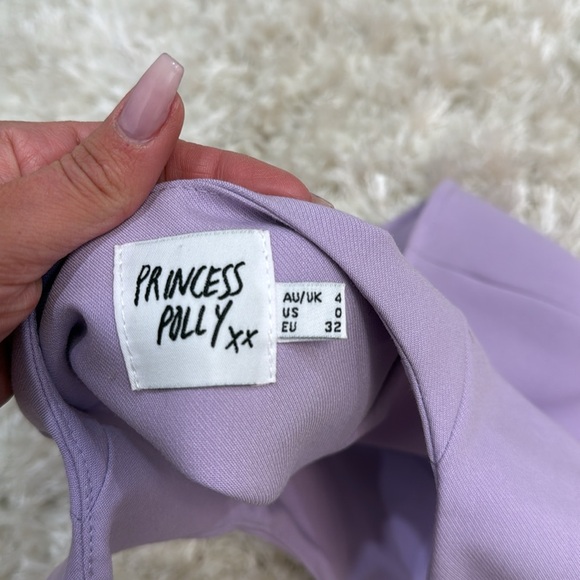 PRINCESS
POLLY xx
AU/UK 4
US 0
EU 32